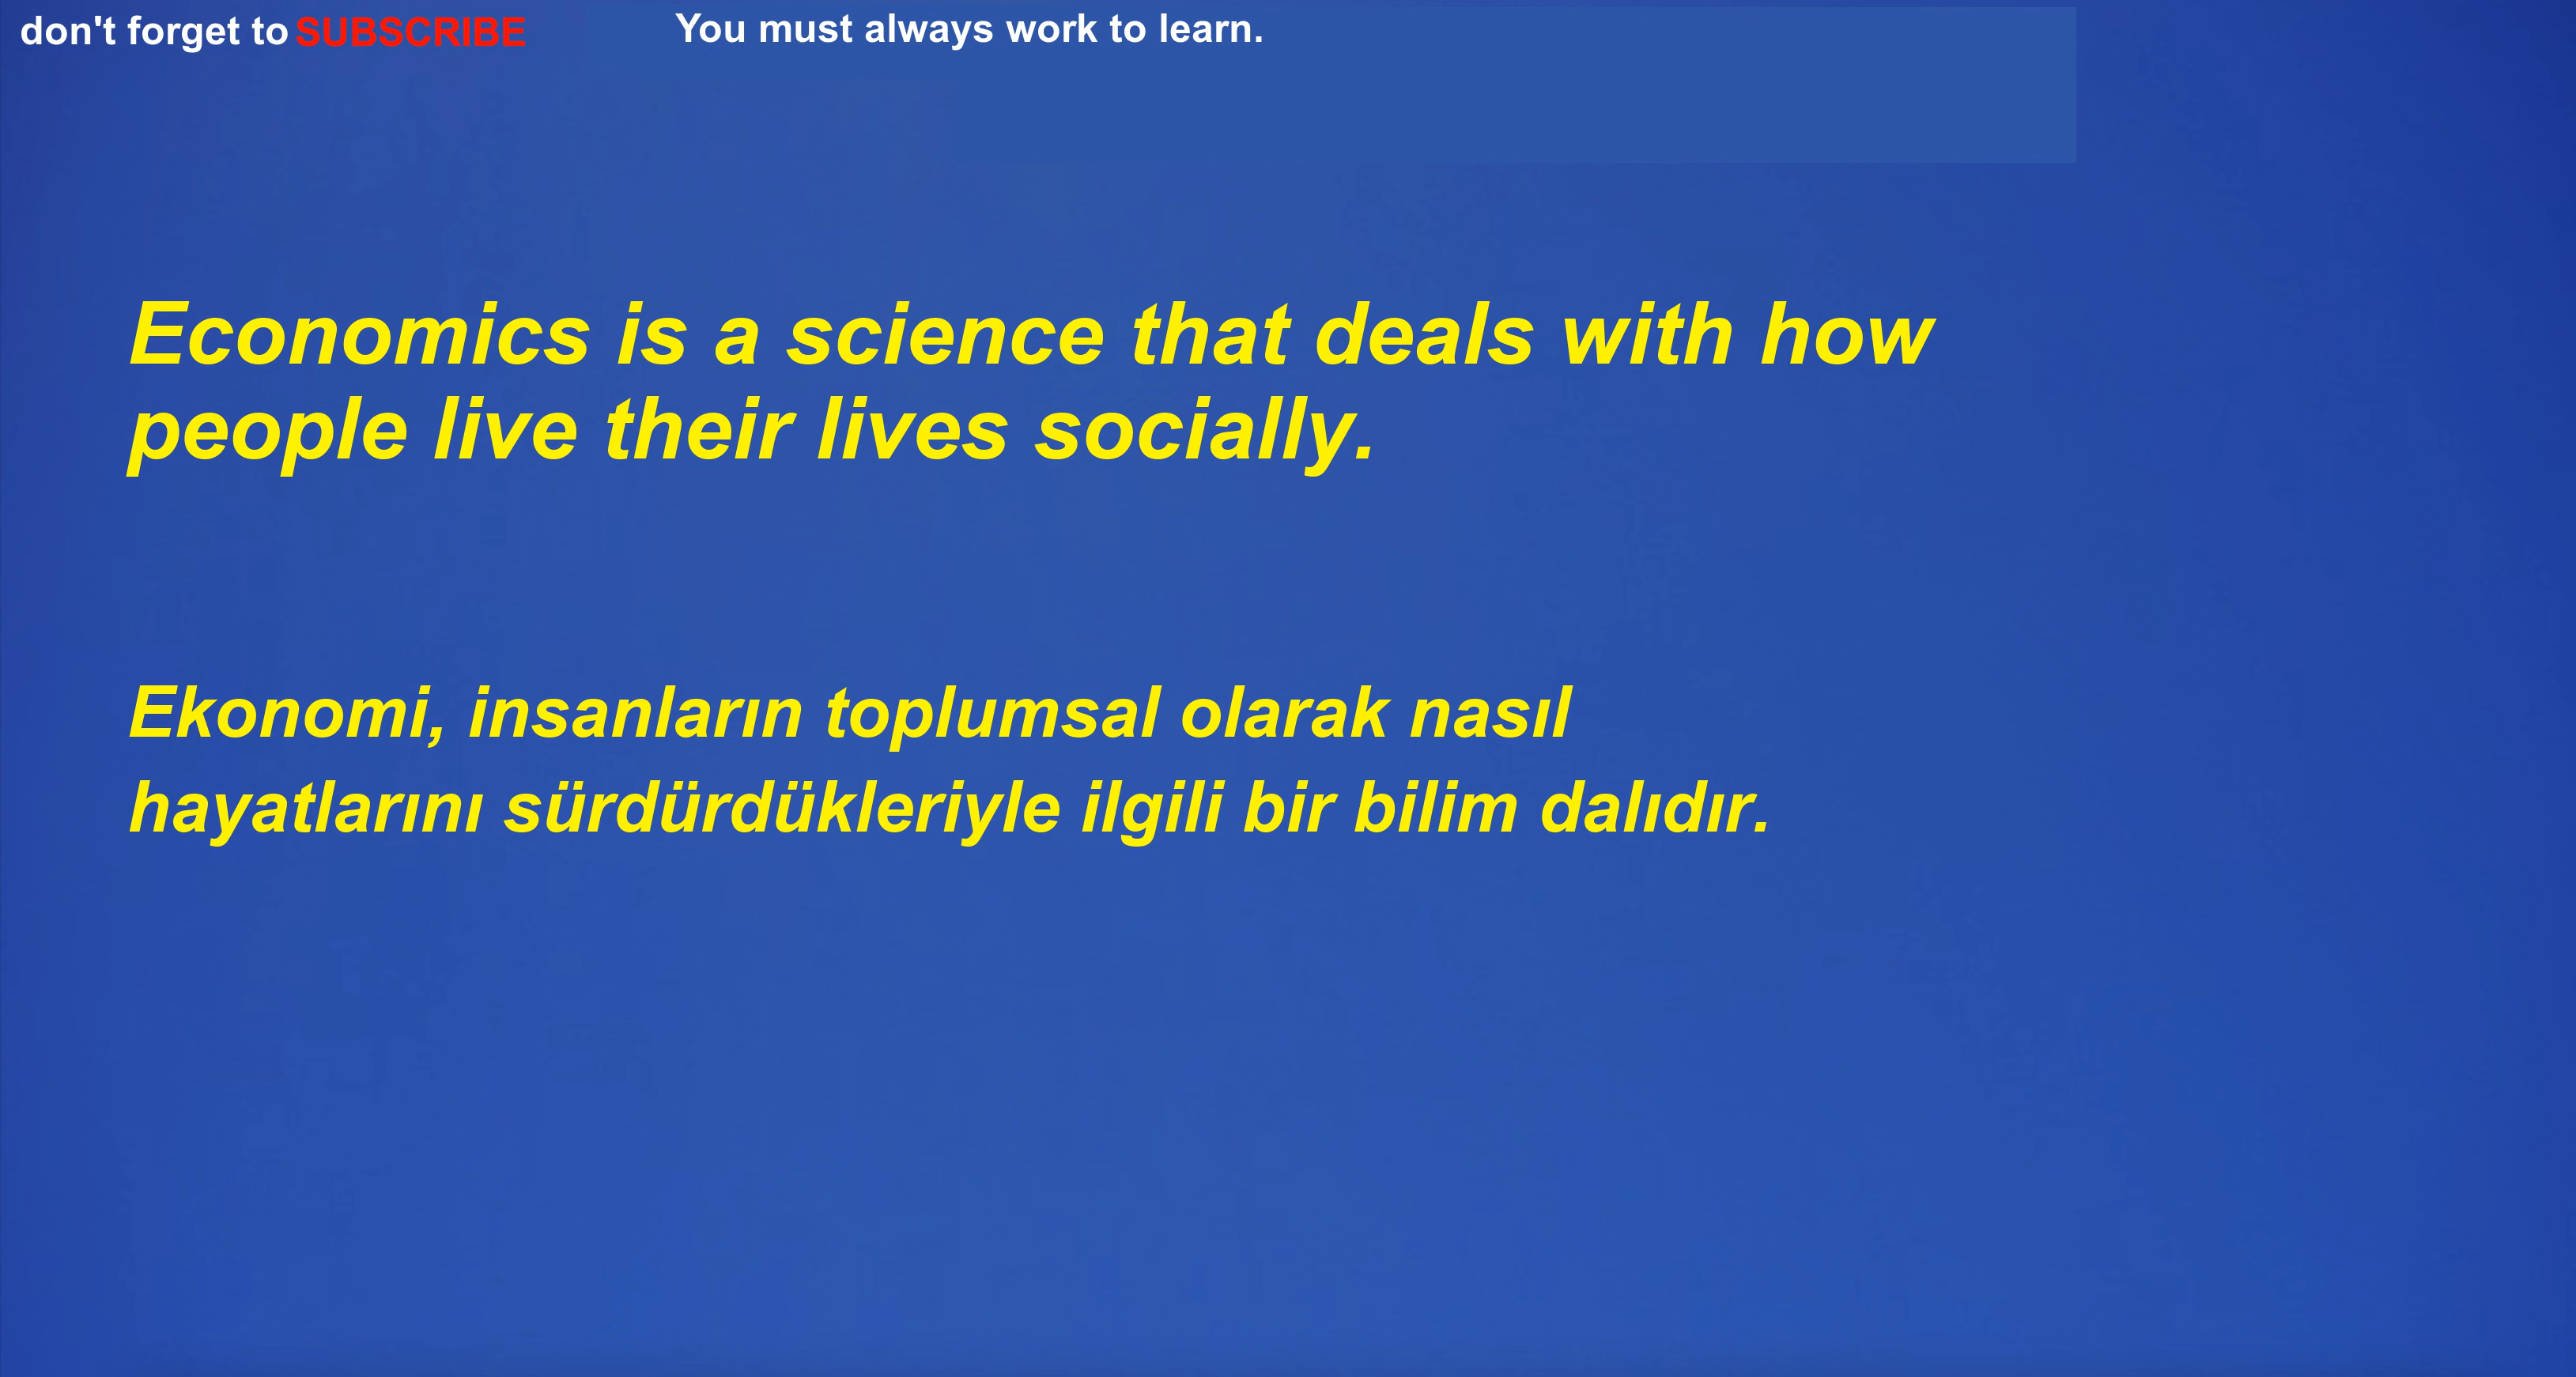 don't forget to SUBSCRIBE
You must always work to learn.
Economics is a science that deals with how
people live their lives socially.
Ekonomi, insanların toplumsal olarak nasıl
hayatlarını sürdürdükleriyle ilgili bir bilim dalıdır.